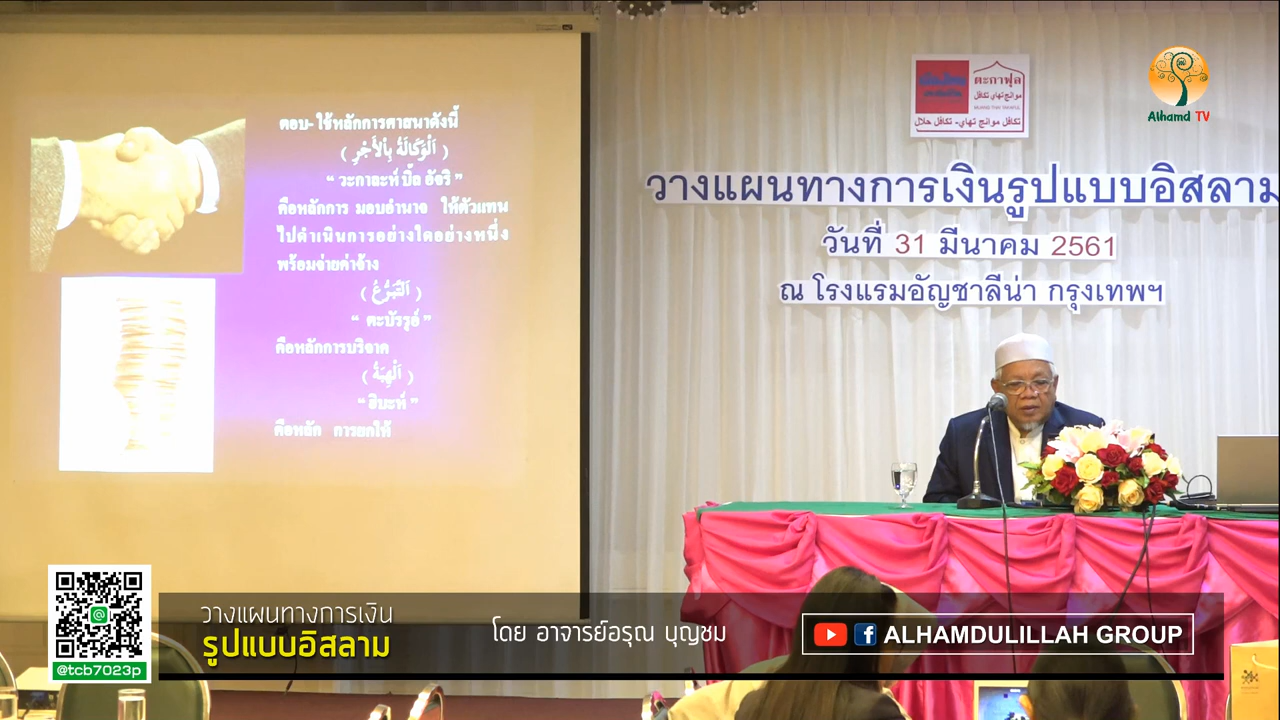 ตอบ- ใช้หลักการศาสนาดังนี้
( اَلْوَكَالَةُ بِالأَجْرِ )
“ วะกาละห์ บิ้ล อัจริ ”
คือหลักการ มอบอำนาจ ให้ตัวแทน
ไปดำเนินการอย่างใดอย่างหนึ่ง
พร้อมจ่ายค่าจ้าง
( اَلتَّبَرُّعُ )
“ ตะบัรรุอ์ ”
คือหลักการบริจาค
( اَلْهِبَةُ )
“ ฮิบะห์ ”
คือหลัก การยกให้
ตะกาฟุล
Alhamd TV
วางแผนทางการเงินรูปแบบอิสลาม
วันที่ 31 มีนาคม 2561
ณ โรงแรมอัญชาลีน่า กรุงเทพฯ
วางแผนทางการเงิน
รูปแบบอิสลาม
โดย อาจารย์อรุณ บุญชม
ALHAMDULILLAH GROUP
@tcb7023p